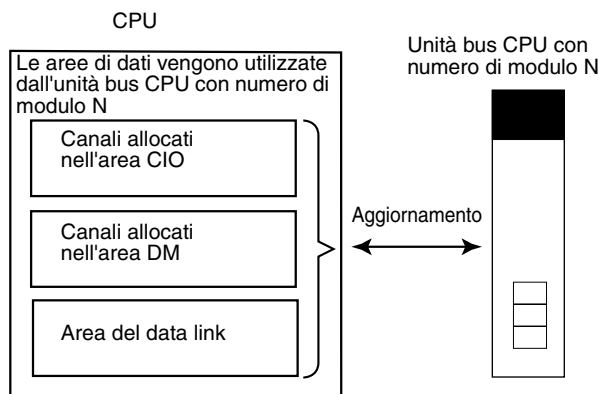 CPU
Le aree di dati vengono utilizzate
dall'unità bus CPU con numero di
modulo N
Canali allocati
nell'area CIO
Canali allocati
nell'area DM
Area del data link
Aggiornamento
Unità bus CPU con
numero di modulo N